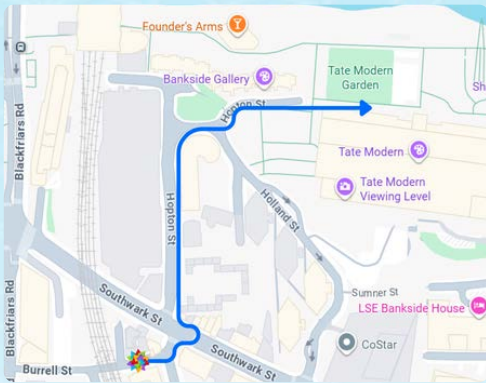 Founder's Arms
Bankside Gallery
Tate Modern
Garden
Sh
Hopton St
Blackfriars Rd
Tate Modern
Tate Modern
Viewing Level
Hopton St
Holland St
Southwark St
Sumner St
LSE Bankside House
Blackfriars Rd
CoStar
Southwark St
Burrell St